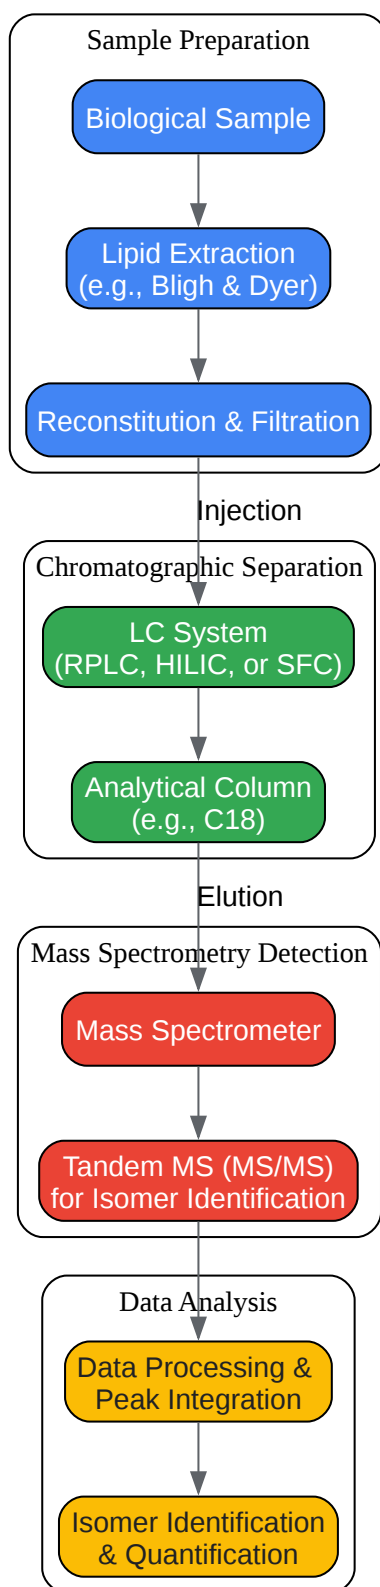 Sample Preparation
Biological Sample
Lipid Extraction
(e.g., Bligh & Dyer)
Reconstitution & Filtration
Injection
Chromatographic Separation
LC System
(RPLC, HILIC, or SFC)
Analytical Column
(e.g., C18)
Elution
Mass Spectrometry Detection
Mass Spectrometer
Tandem MS (MS/MS)
for Isomer Identification
Data Analysis
Data Processing &
Peak Integration
Isomer Identification
& Quantification